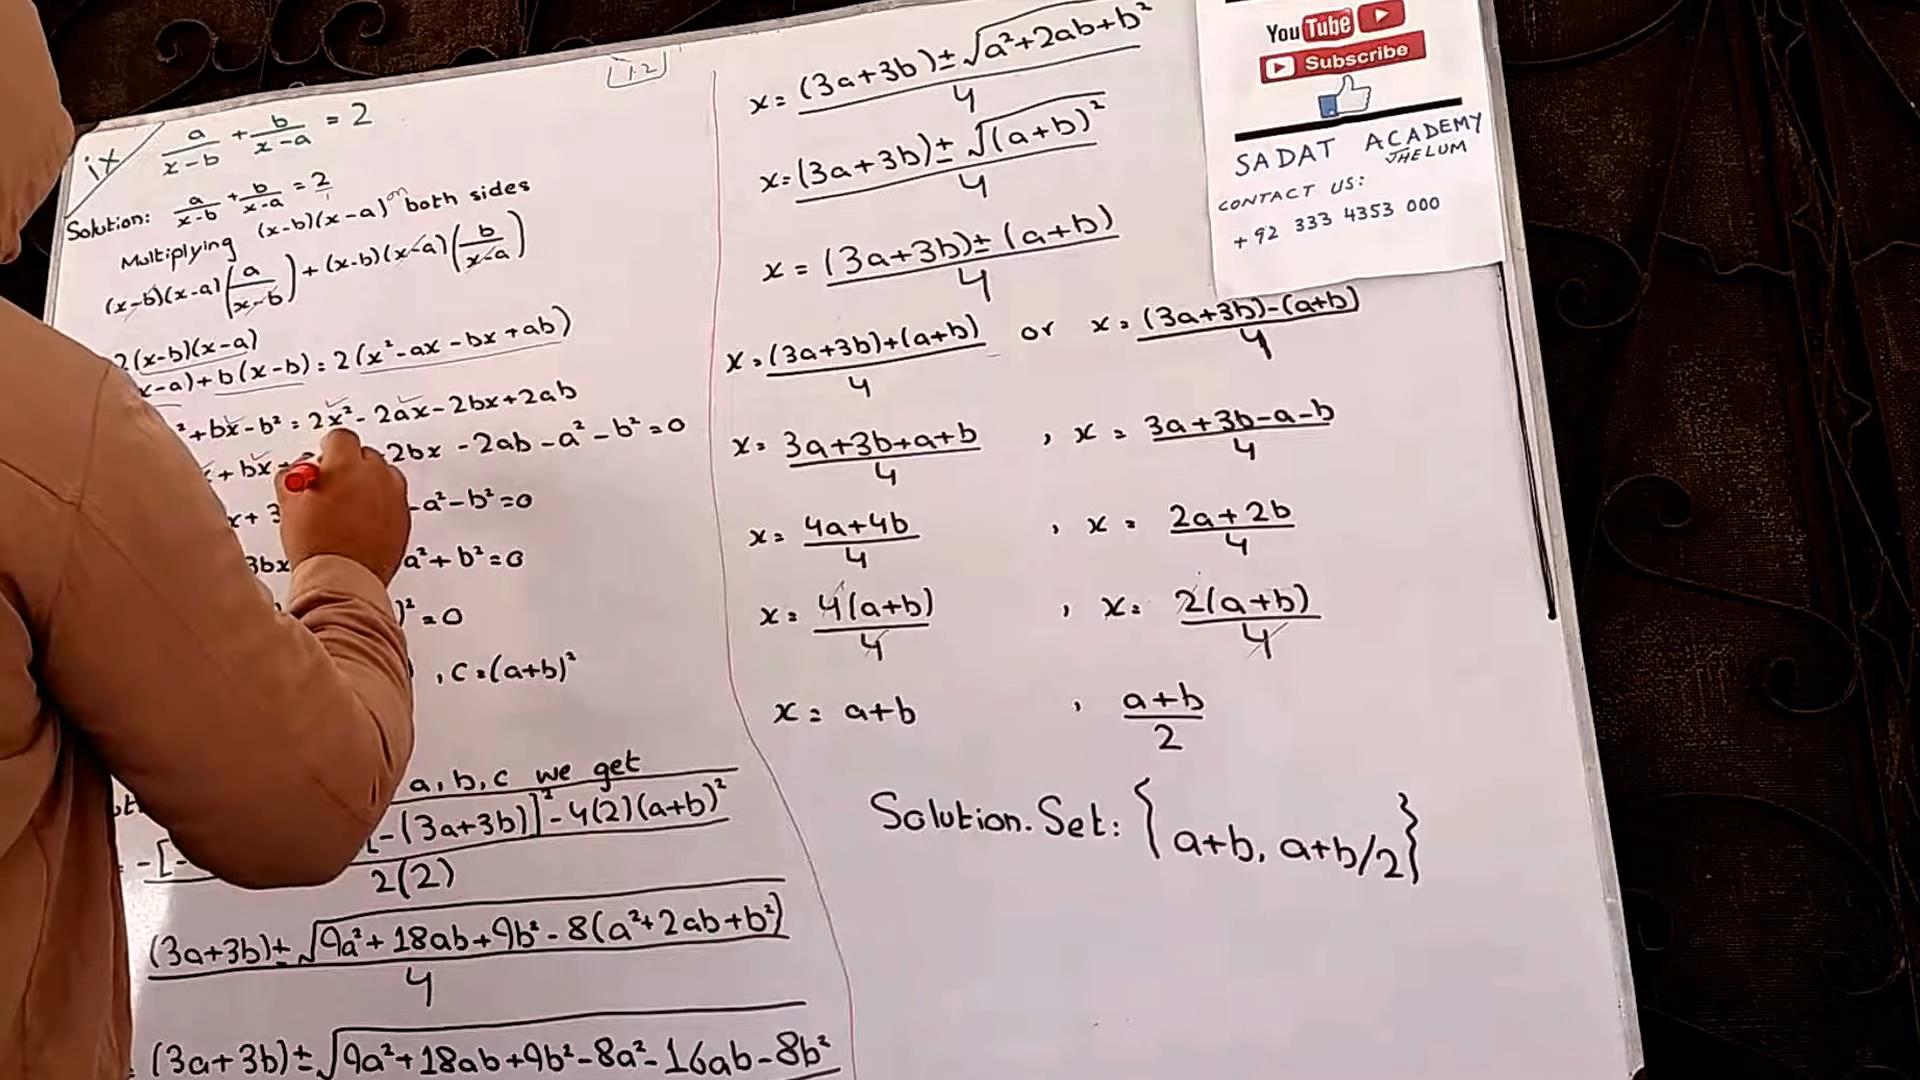 1.2
ix a/(x-b) + b/(x-a) = 2
Solution: a/(x-b) + b/(x-a) = 2/1
Multiplying (x-b)(x-a) on both sides
(x-b)(x-a)(a/(x-b)) + (x-b)(x-a)(b/(x-a))
2(x-b)(x-a)
x-a)+b(x-b) = 2(x²-ax-bx+ab)
²+bx-b² = 2x²-2ax-2bx+2ab
+bx 2bx-2ab-a²-b²=0
x+3 -a²-b²=0
3bx a²+b²=0
)²=0
, c=(a+b)²
a, b, c we get
-(3a+3b)]²-4(2)(a+b)²
2(2)
(3a+3b)±√(9a²+18ab+9b²-8(a²+2ab+b²))
4
(3a+3b)±√(9a²+18ab+9b²-8a²-16ab-8b²)
x = ((3a+3b)±√(a²+2ab+b²))/4
x = ((3a+3b)±√((a+b)²))/4
x = ((3a+3b)±(a+b))/4
x = ((3a+3b)+(a+b))/4 or x = ((3a+3b)-(a+b))/4
x = (3a+3b+a+b)/4 , x = (3a+3b-a-b)/4
x = (4a+4b)/4 , x = (2a+2b)/4
x = 4(a+b)/4 , x = 2(a+b)/4
x = a+b , (a+b)/2
Solution. Set: {a+b, a+b/2}
YouTube
Subscribe
SADAT ACADEMY
JHELUM
CONTACT US:
+92 333 4353 000